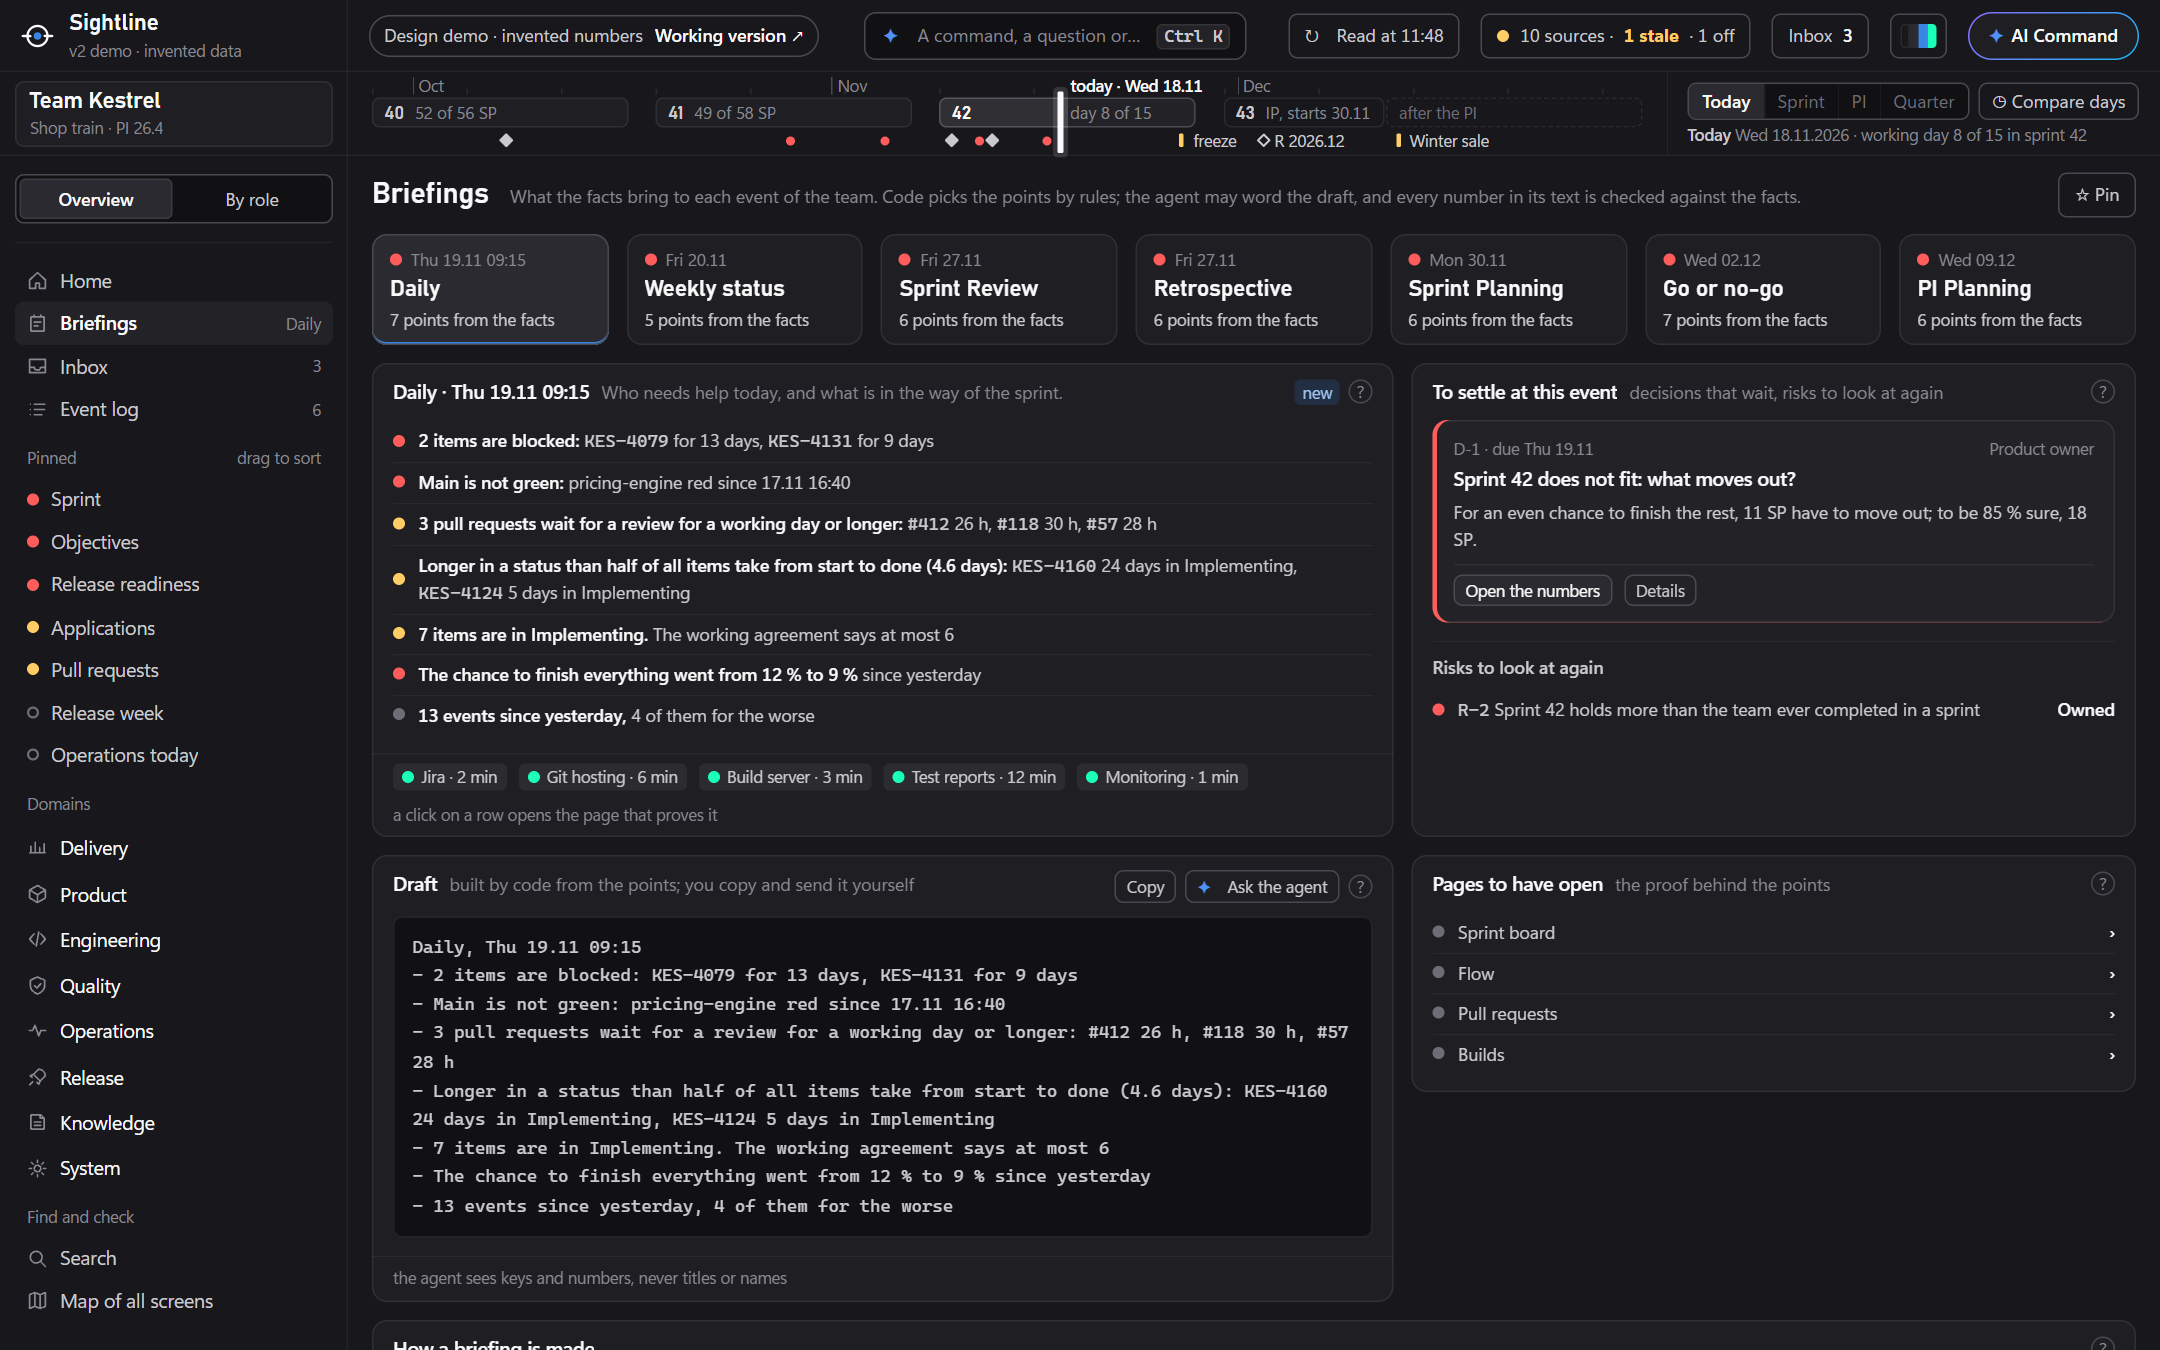 Sightline
v2 demo · invented data
Design demo · invented numbers Working version ↗
A command, a question or... Ctrl K
Read at 11:48
10 sources · 1 stale · 1 off
Inbox 3
AI Command
Team Kestrel
Shop train · PI 26.4
Oct
Nov
today · Wed 18.11
Dec
40 52 of 56 SP
41 49 of 58 SP
42 day 8 of 15
43 IP, starts 30.11
after the PI
freeze
R 2026.12
Winter sale
Today
Sprint
PI
Quarter
Compare days
Today Wed 18.11.2026 · working day 8 of 15 in sprint 42
Overview
By role
Home
Briefings Daily
Inbox 3
Event log 6
Pinned drag to sort
Sprint
Objectives
Release readiness
Applications
Pull requests
Release week
Operations today
Domains
Delivery
Product
Engineering
Quality
Operations
Release
Knowledge
System
Find and check
Search
Map of all screens
Briefings What the facts bring to each event of the team. Code picks the points by rules; the agent may word the draft, and every number in its text is checked against the facts.
☆ Pin
Thu 19.11 09:15
Daily
7 points from the facts
Fri 20.11
Weekly status
5 points from the facts
Fri 27.11
Sprint Review
6 points from the facts
Fri 27.11
Retrospective
6 points from the facts
Mon 30.11
Sprint Planning
6 points from the facts
Wed 02.12
Go or no-go
7 points from the facts
Wed 09.12
PI Planning
6 points from the facts
Daily · Thu 19.11 09:15 Who needs help today, and what is in the way of the sprint.
new ?
2 items are blocked: KES-4079 for 13 days, KES-4131 for 9 days
Main is not green: pricing-engine red since 17.11 16:40
3 pull requests wait for a review for a working day or longer: #412 26 h, #118 30 h, #57 28 h
Longer in a status than half of all items take from start to done (4.6 days): KES-4160 24 days in Implementing,
KES-4124 5 days in Implementing
7 items are in Implementing. The working agreement says at most 6
The chance to finish everything went from 12 % to 9 % since yesterday
13 events since yesterday, 4 of them for the worse
Jira · 2 min
Git hosting · 6 min
Build server · 3 min
Test reports · 12 min
Monitoring · 1 min
a click on a row opens the page that proves it
To settle at this event decisions that wait, risks to look at again
?
D-1 · due Thu 19.11 Product owner
Sprint 42 does not fit: what moves out?
For an even chance to finish the rest, 11 SP have to move out; to be 85 % sure, 18
SP.
Open the numbers
Details
Risks to look at again
R-2 Sprint 42 holds more than the team ever completed in a sprint Owned
Draft built by code from the points; you copy and send it yourself
Copy
Ask the agent
?
Daily, Thu 19.11 09:15
- 2 items are blocked: KES-4079 for 13 days, KES-4131 for 9 days
- Main is not green: pricing-engine red since 17.11 16:40
- 3 pull requests wait for a review for a working day or longer: #412 26 h, #118 30 h, #57
28 h
- Longer in a status than half of all items take from start to done (4.6 days): KES-4160
24 days in Implementing, KES-4124 5 days in Implementing
- 7 items are in Implementing. The working agreement says at most 6
- The chance to finish everything went from 12 % to 9 % since yesterday
- 13 events since yesterday, 4 of them for the worse
the agent sees keys and numbers, never titles or names
Pages to have open the proof behind the points
?
Sprint board ›
Flow ›
Pull requests ›
Builds ›
How a briefing is made
?